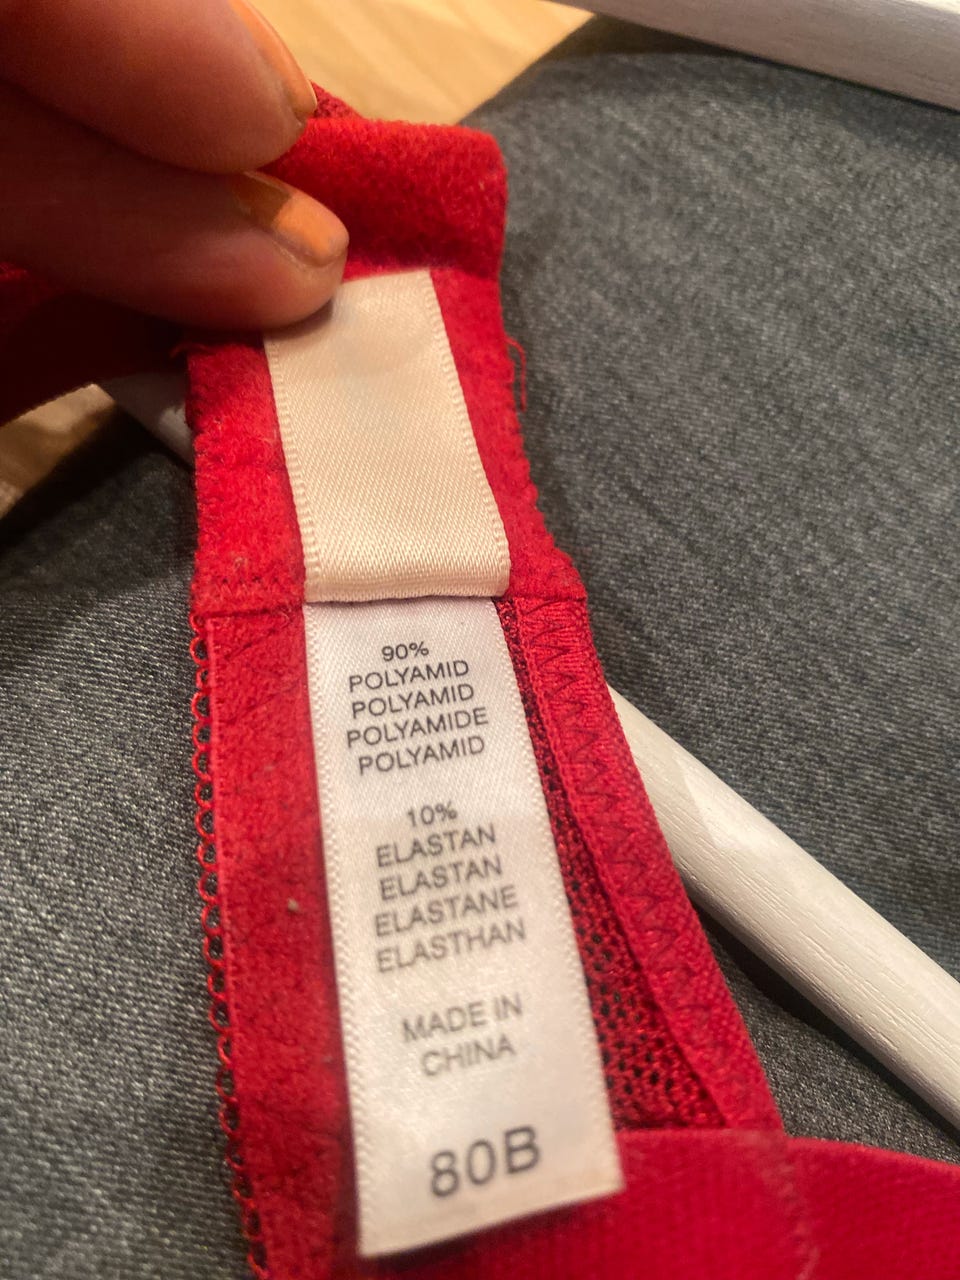 90%
POLYAMID
POLYAMID
POLYAMIDE
POLYAMID
10%
ELASTAN
ELASTAN
ELASTANE
ELASTHAN
MADE IN
CHINA
80B